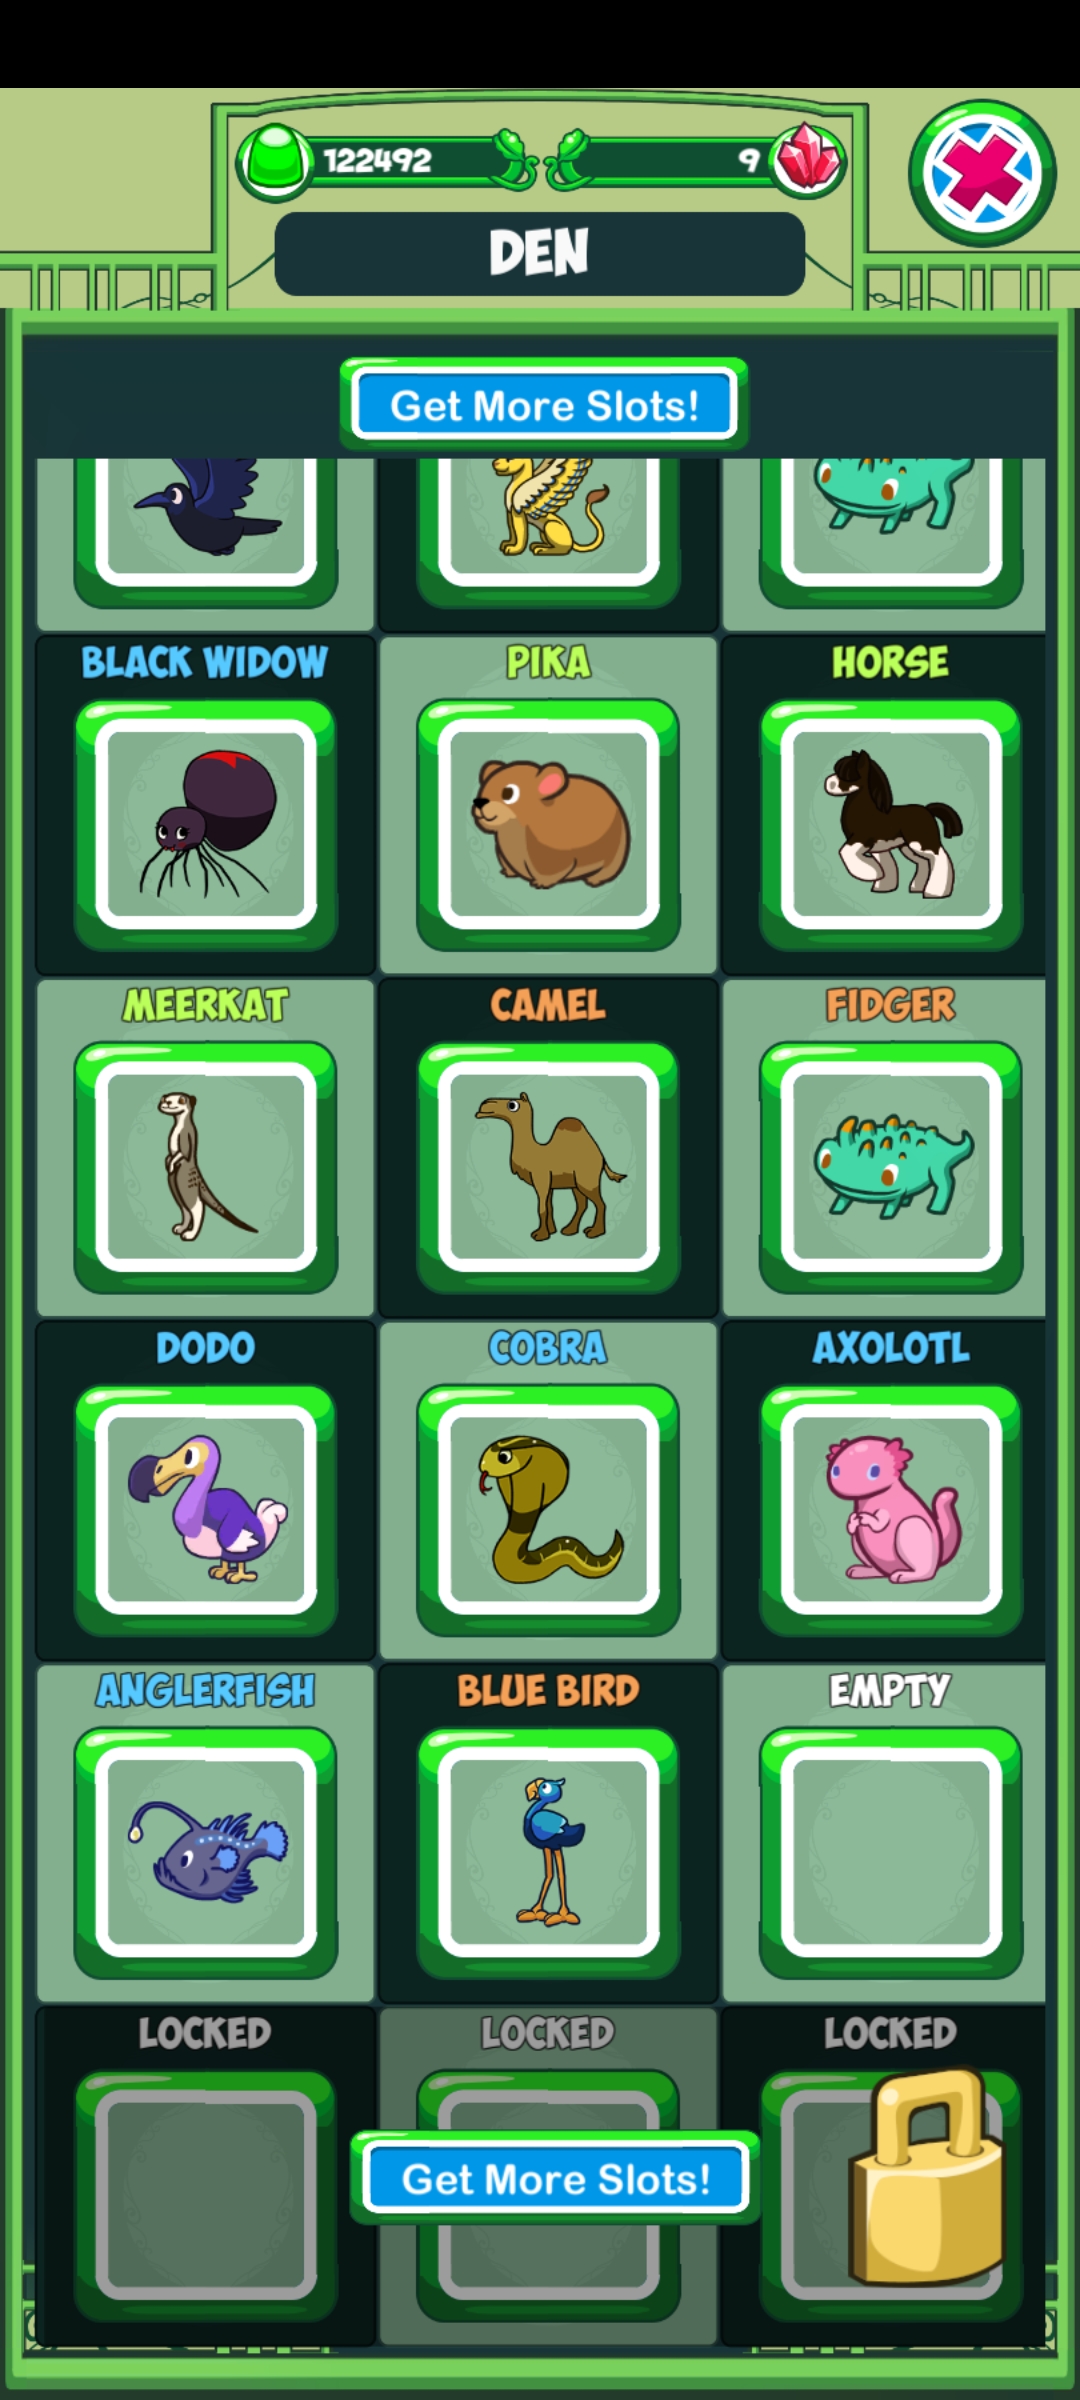 122492
9
DEN
Get More Slots!
BLACK WIDOW
PIKA
HORSE
MEERKAT
CAMEL
FIDGER
DODO
COBRA
AXOLOTL
ANGLERFISH
BLUE BIRD
EMPTY
LOCKED
LOCKED
LOCKED
Get More Slots!